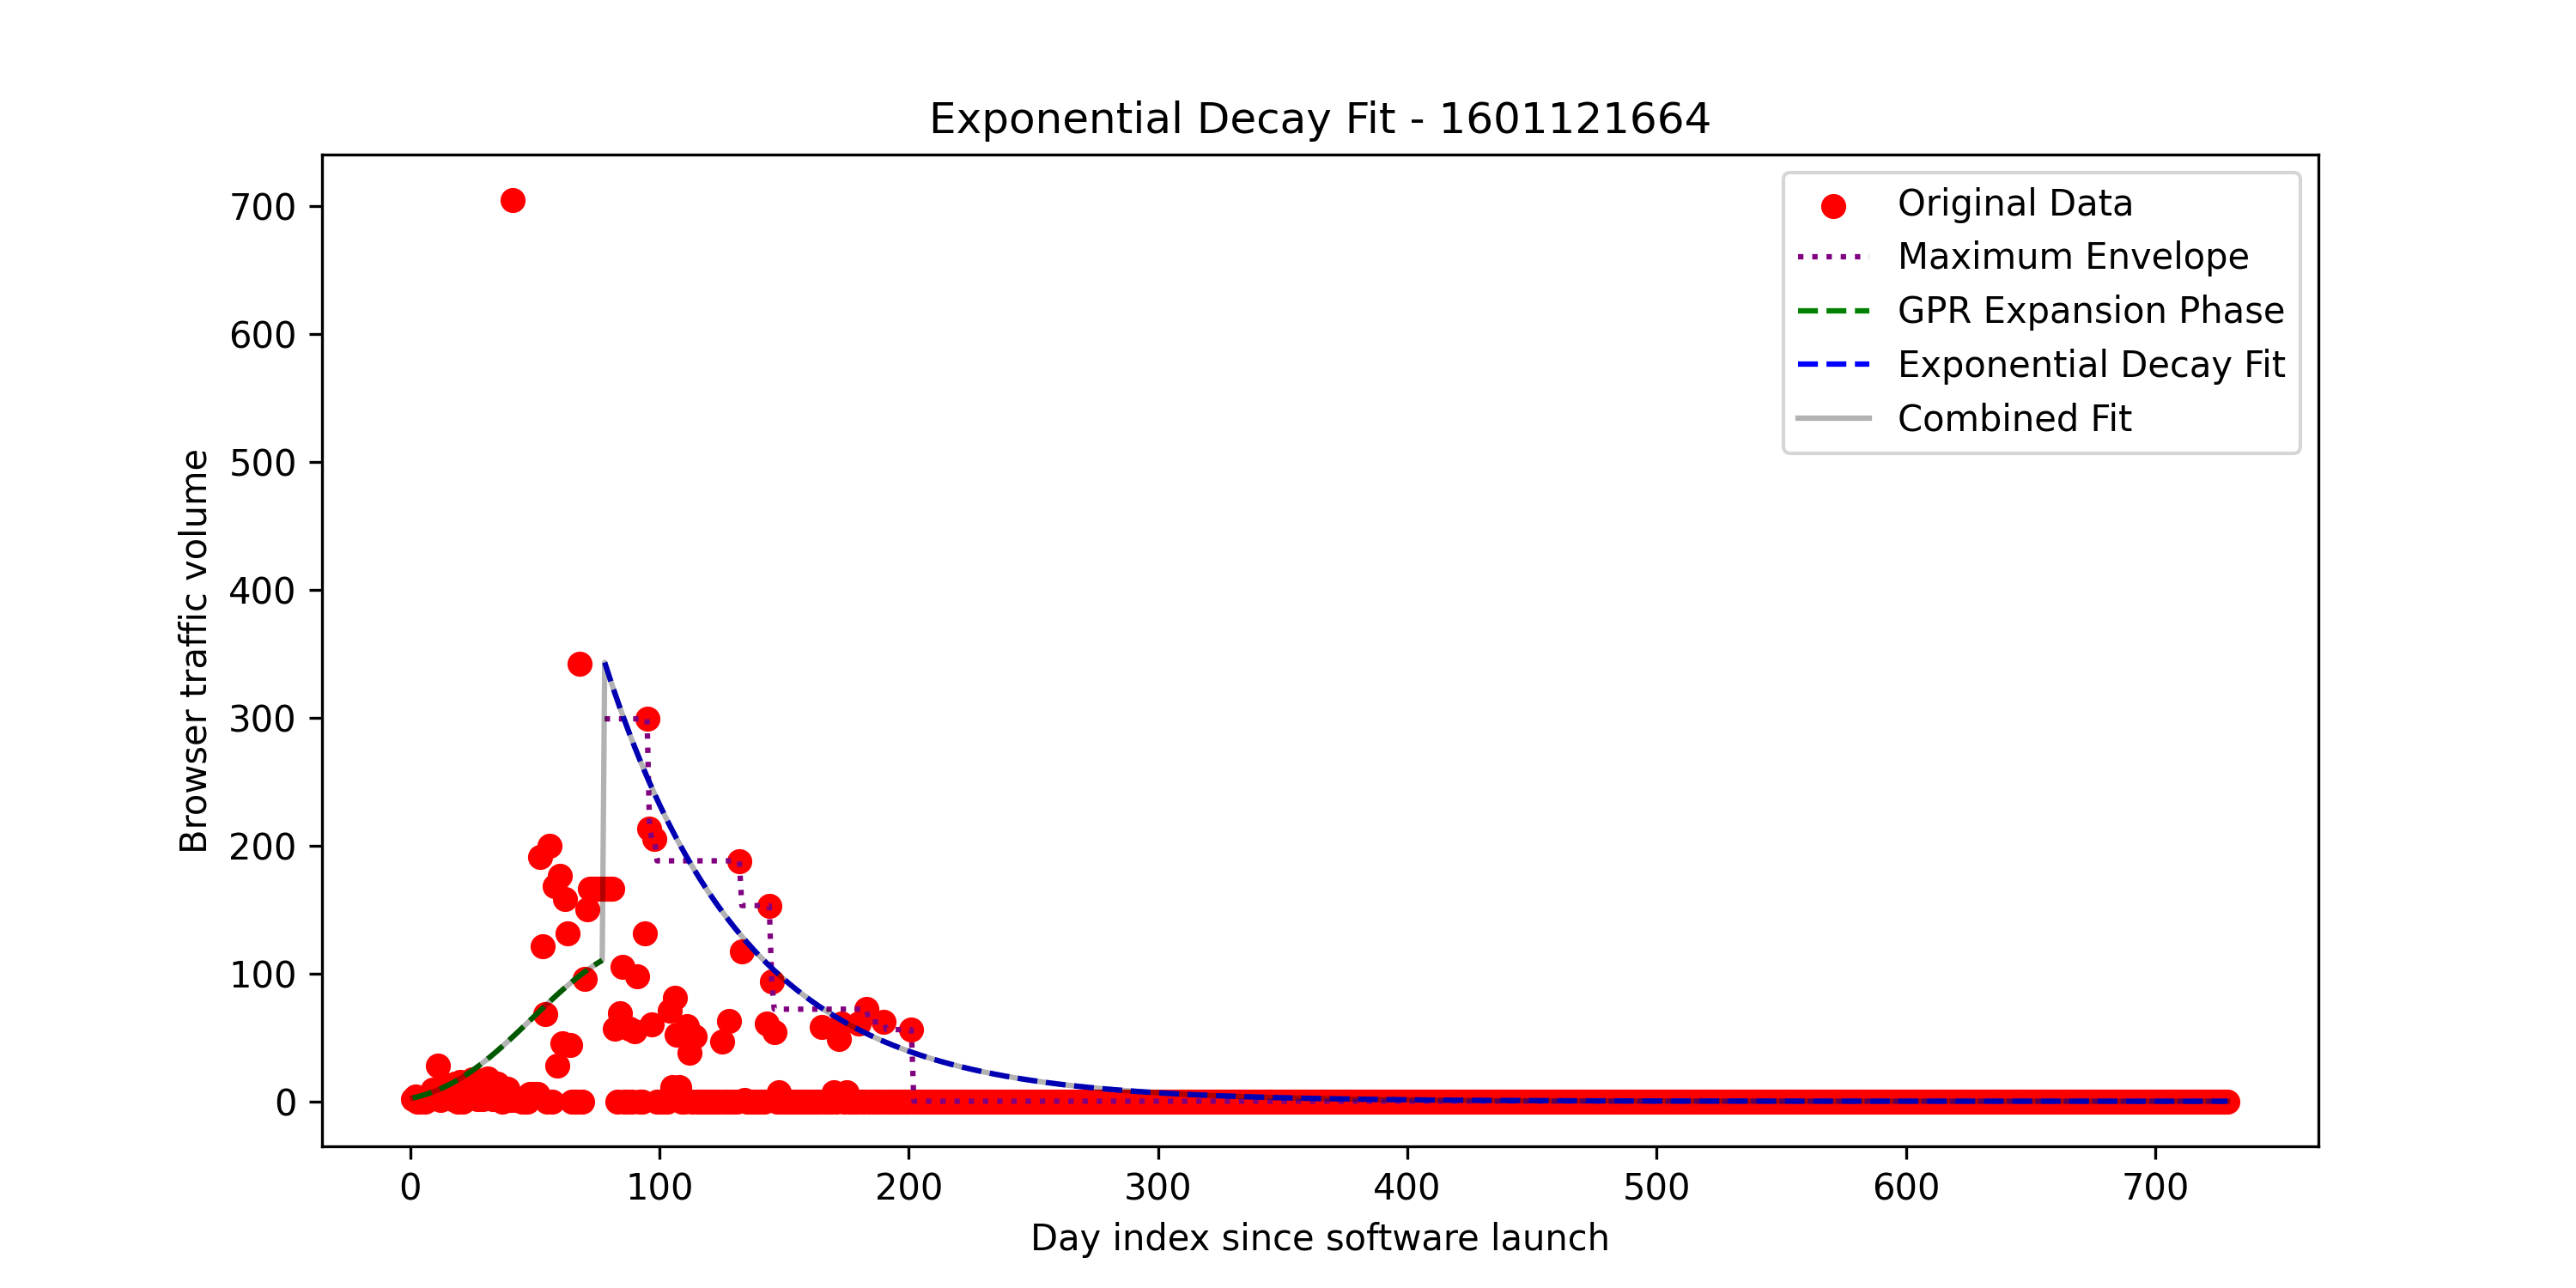 Exponential Decay Fit - 1601121664
Original Data
Maximum Envelope
GPR Expansion Phase
Exponential Decay Fit
Combined Fit
Browser traffic volume
700
600
500
400
300
200
100
0
0 100 200 300 400 500 600 700
Day index since software launch